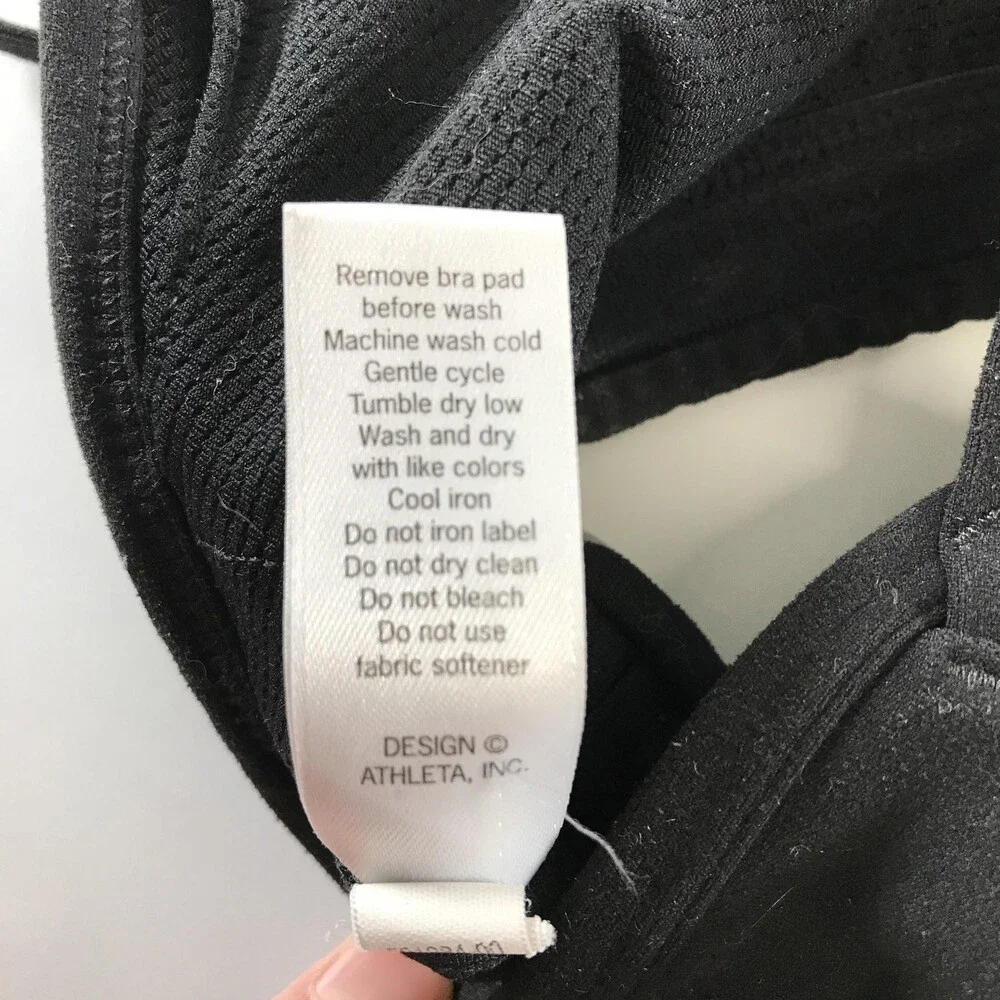 Remove bra pad
before wash
Machine wash cold
Gentle cycle
Tumble dry low
Wash and dry
with like colors
Cool iron
Do not iron label
Do not dry clean
Do not bleach
Do not use
fabric softener
DESIGN ©
ATHLETA, INC.